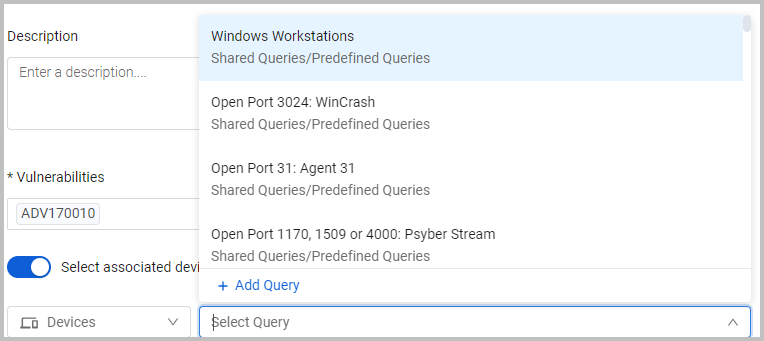 Description
Enter a description....
* Vulnerabilities
ADV170010
Select associated devi
Devices
Windows Workstations
Shared Queries/Predefined Queries
Open Port 3024: WinCrash
Shared Queries/Predefined Queries
Open Port 31: Agent 31
Shared Queries/Predefined Queries
Open Port 1170, 1509 or 4000: Psyber Stream
Shared Queries/Predefined Queries
+ Add Query
Select Query